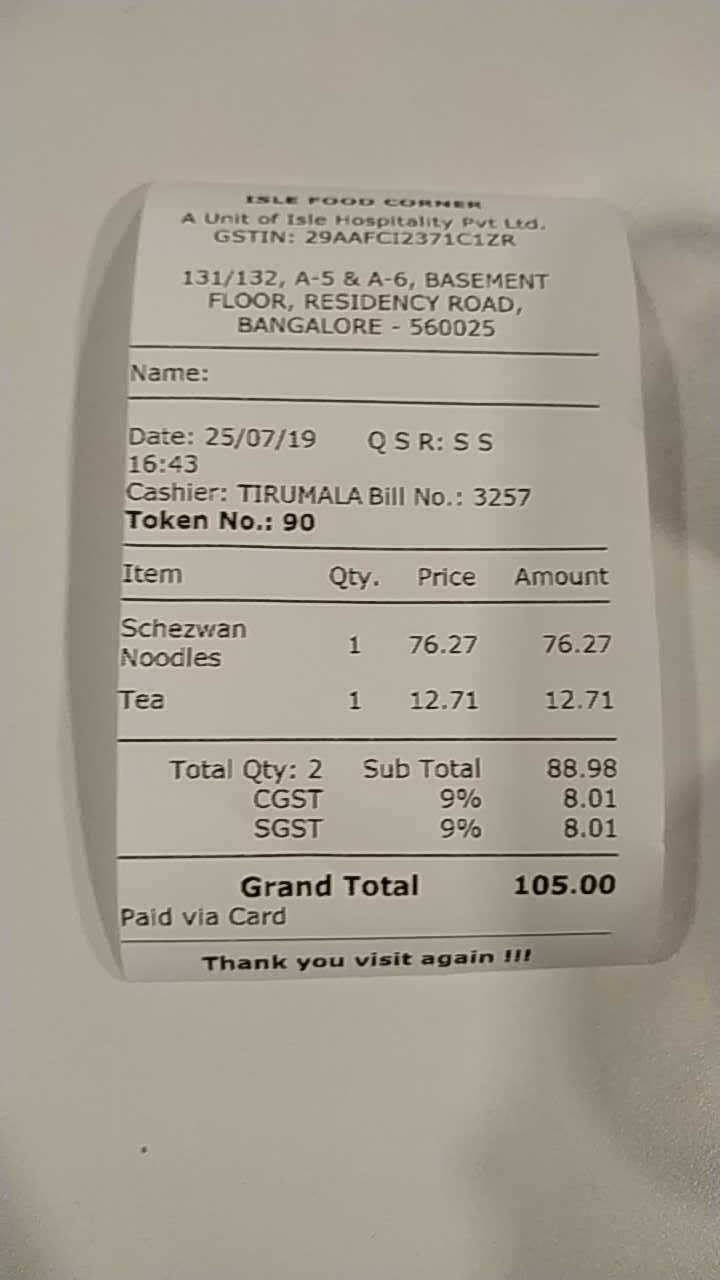 ISLE FOOD CORNER
A Unit of Isle Hospitality Pvt Ltd.
GSTIN: 29AAFCI2371C1ZR
131/132, A-5 & A-6, BASEMENT
FLOOR, RESIDENCY ROAD,
BANGALORE - 560025
Name:
Date: 25/07/19 Q S R: S S
16:43
Cashier: TIRUMALA Bill No.: 3257
Token No.: 90
Item Qty. Price Amount
Schezwan
Noodles 1 76.27 76.27
Tea 1 12.71 12.71
Total Qty: 2 Sub Total 88.98
CGST 9% 8.01
SGST 9% 8.01
Grand Total 105.00
Paid via Card
Thank you visit again !!!